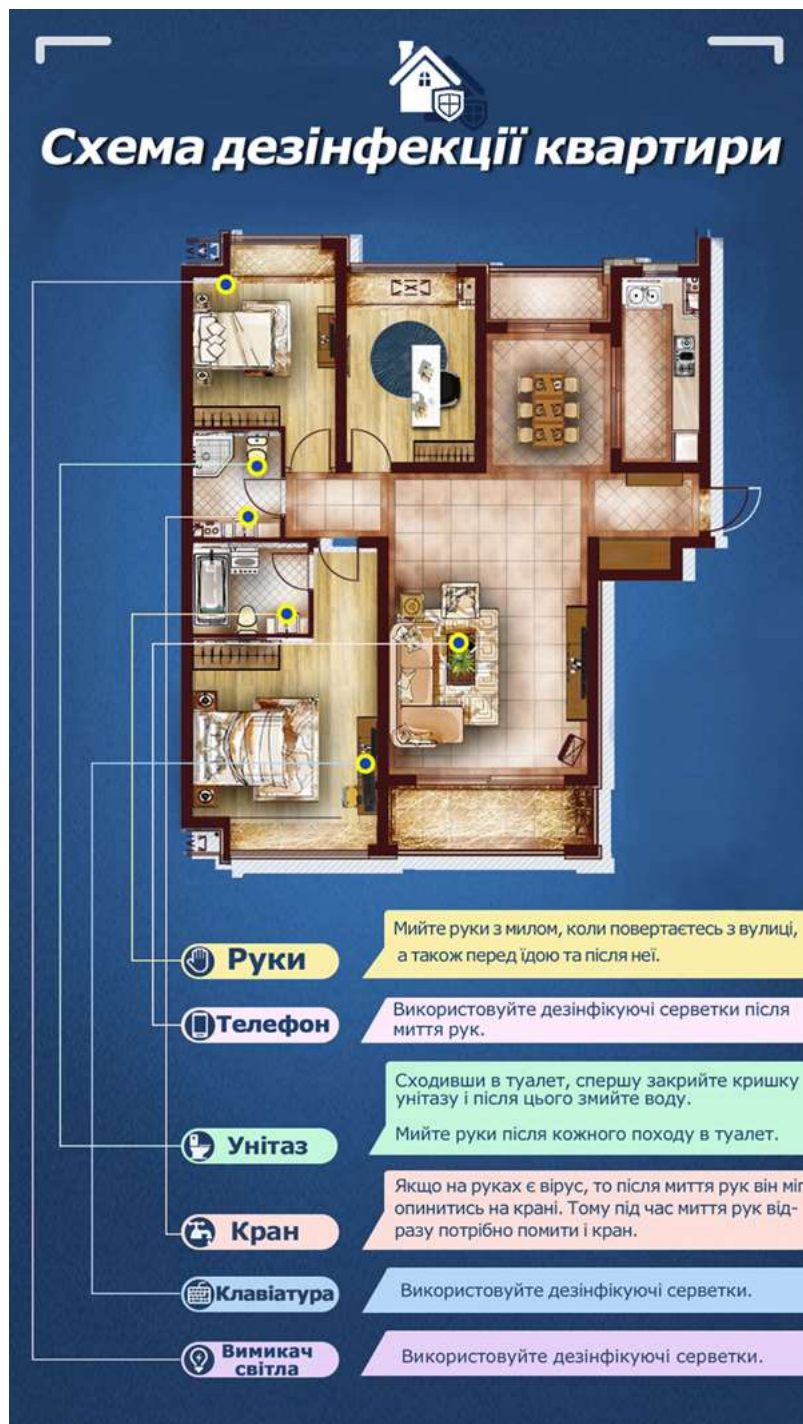 Схема дезінфекції квартири
Руки
Мийте руки з милом, коли повертаєтесь з вулиці,
а також перед їдою та після неї.
Телефон
Використовуйте дезінфікуючі серветки після
миття рук.
Унітаз
Сходивши в туалет, спершу закрийте кришку
унітазу і після цього змийте воду.
Мийте руки після кожного походу в туалет.
Кран
Якщо на руках є вірус, то після миття рук він міг
опинитись на крані. Тому під час миття рук від-
разу потрібно помити і кран.
Клавіатура
Використовуйте дезінфікуючі серветки.
Вимикач
світла
Використовуйте дезінфікуючі серветки.